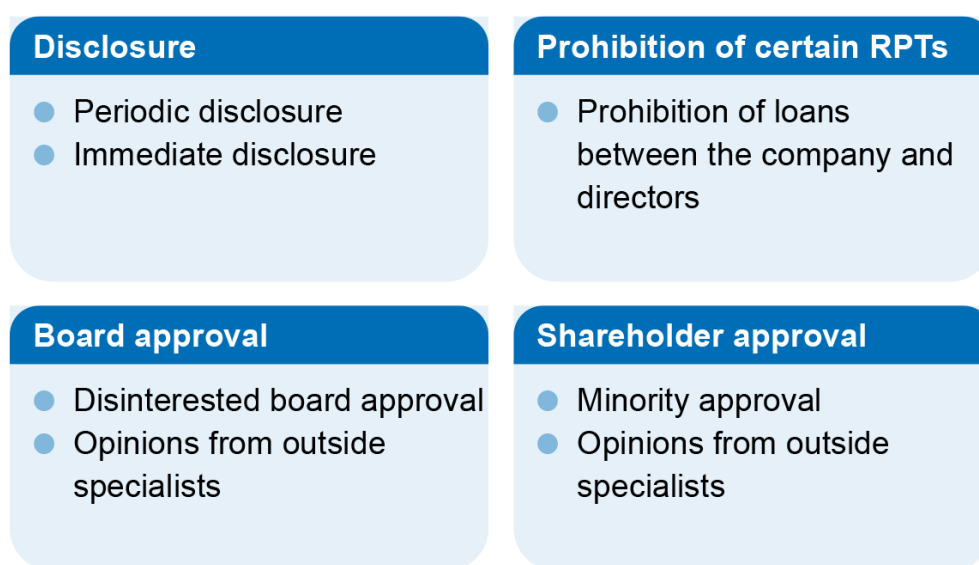 Disclosure
Periodic disclosure
Immediate disclosure
Prohibition of certain RPTs
Prohibition of loans
between the company and
directors
Board approval
Disinterested board approval
Opinions from outside
specialists
Shareholder approval
Minority approval
Opinions from outside
specialists